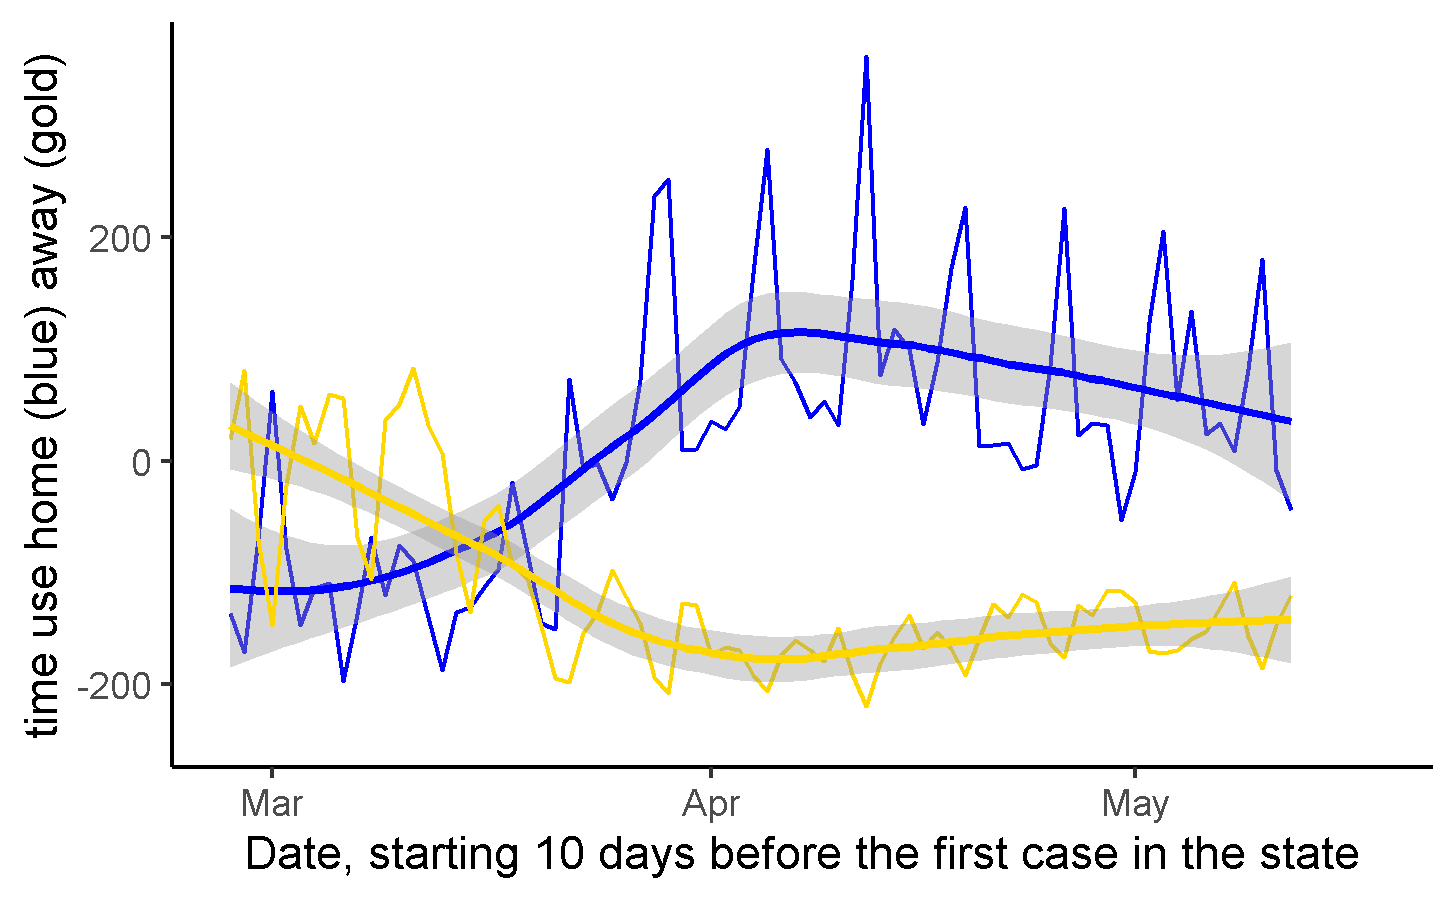 time use home (blue) away (gold)
200
0
-200
Mar Apr May
Date, starting 10 days before the first case in the state